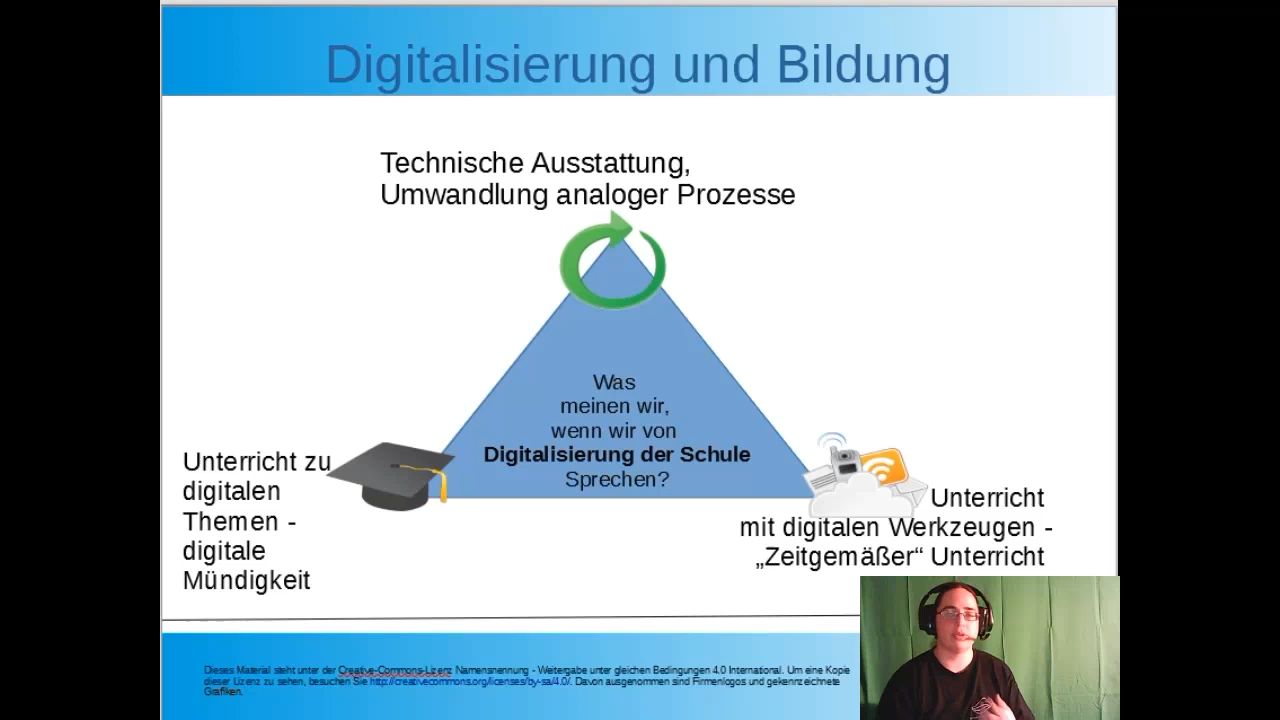 Digitalisierung und Bildung
Technische Ausstattung,
Umwandlung analoger Prozesse
Was
meinen wir,
wenn wir von
Digitalisierung der Schule
Sprechen?
Unterricht zu
digitalen
Themen -
digitale
Mündigkeit
Unterricht
mit digitalen Werkzeugen -
„Zeitgemäßer“ Unterricht
Dieses Material steht unter der Creative-Commons-Lizenz Namensnennung - Weitergabe unter gleichen Bedingungen 4.0 International. Um eine Kopie
dieser Lizenz zu sehen, besuchen Sie http://creativecommons.org/licenses/by-sa/4.0/. Davon ausgenommen sind Firmenlogos und gekennzeichnete
Grafiken.